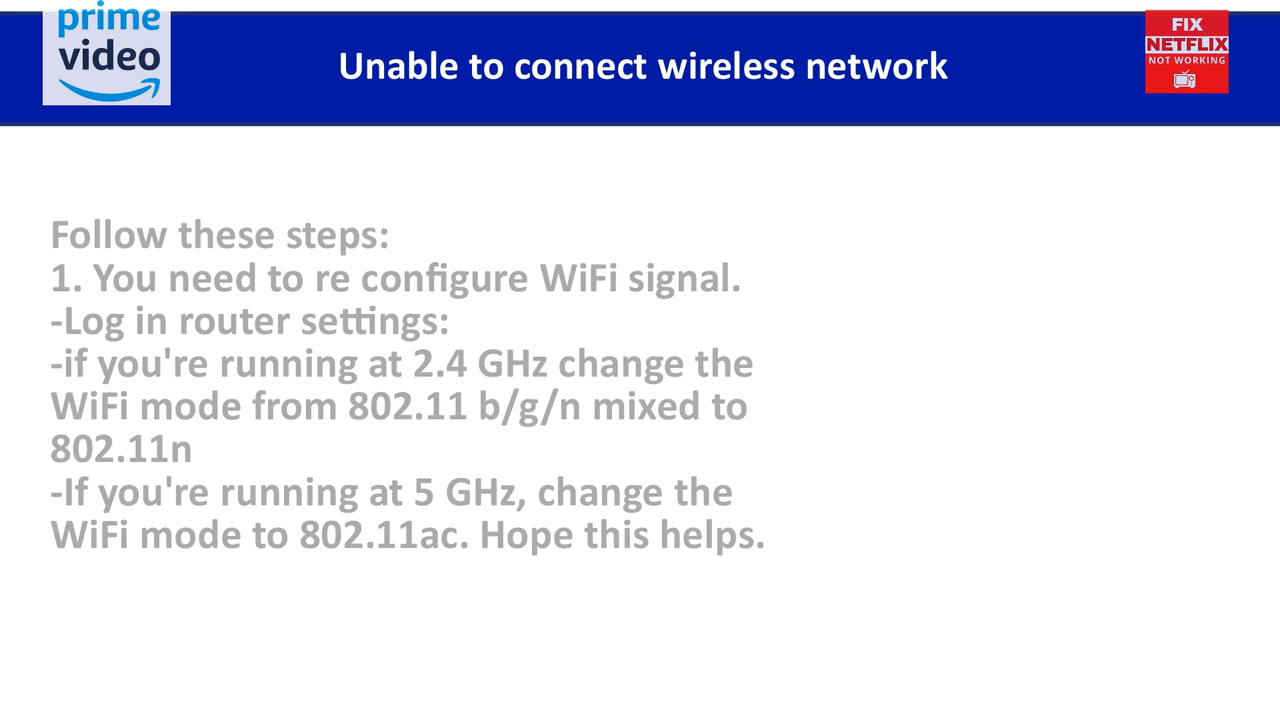 prime
video
Unable to connect wireless network
FIX
NETFLIX
NOT WORKING
Follow these steps:
1. You need to re configure WiFi signal.
-Log in router settings:
-if you're running at 2.4 GHz change the
WiFi mode from 802.11 b/g/n mixed to
802.11n
-If you're running at 5 GHz, change the
WiFi mode to 802.11ac. Hope this helps.